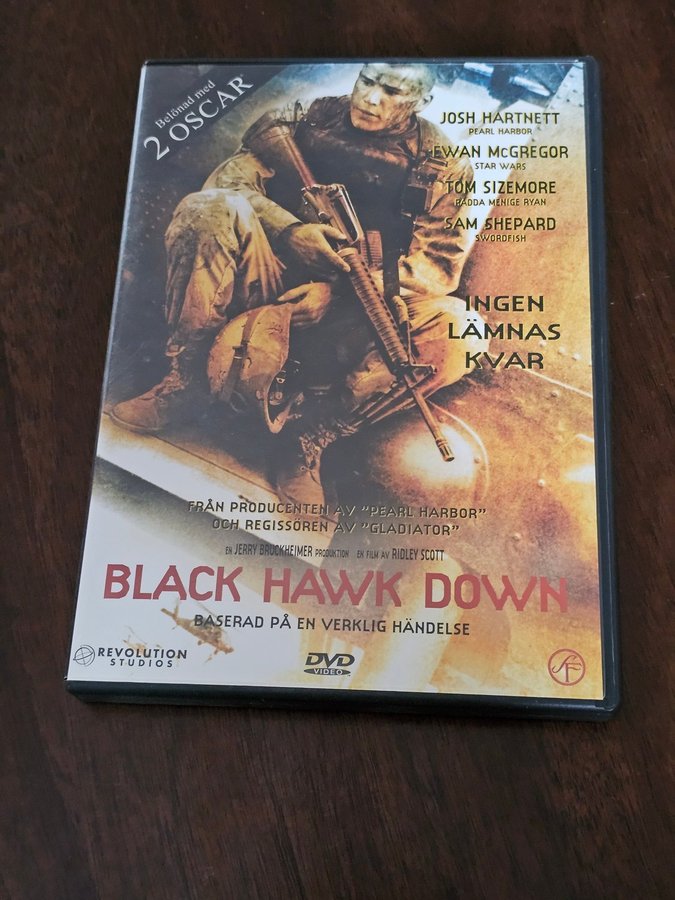 Belönad med
2 OSCAR
JOSH HARTNETT
PEARL HARBOR
EWAN McGREGOR
STAR WARS
TOM SIZEMORE
RÄDDA MENIGE RYAN
SAM SHEPARD
SWORDFISH
INGEN
LÄMNAS
KVAR
FRÅN PRODUCENTEN AV "PEARL HARBOR"
OCH REGISSÖREN AV "GLADIATOR"
EN JERRY BRUCKHEIMER PRODUKTION EN FILM AV RIDLEY SCOTT
BLACK HAWK DOWN
BASERAD PÅ EN VERKLIG HÄNDELSE
REVOLUTION
STUDIOS
DVD
VIDEO
SF